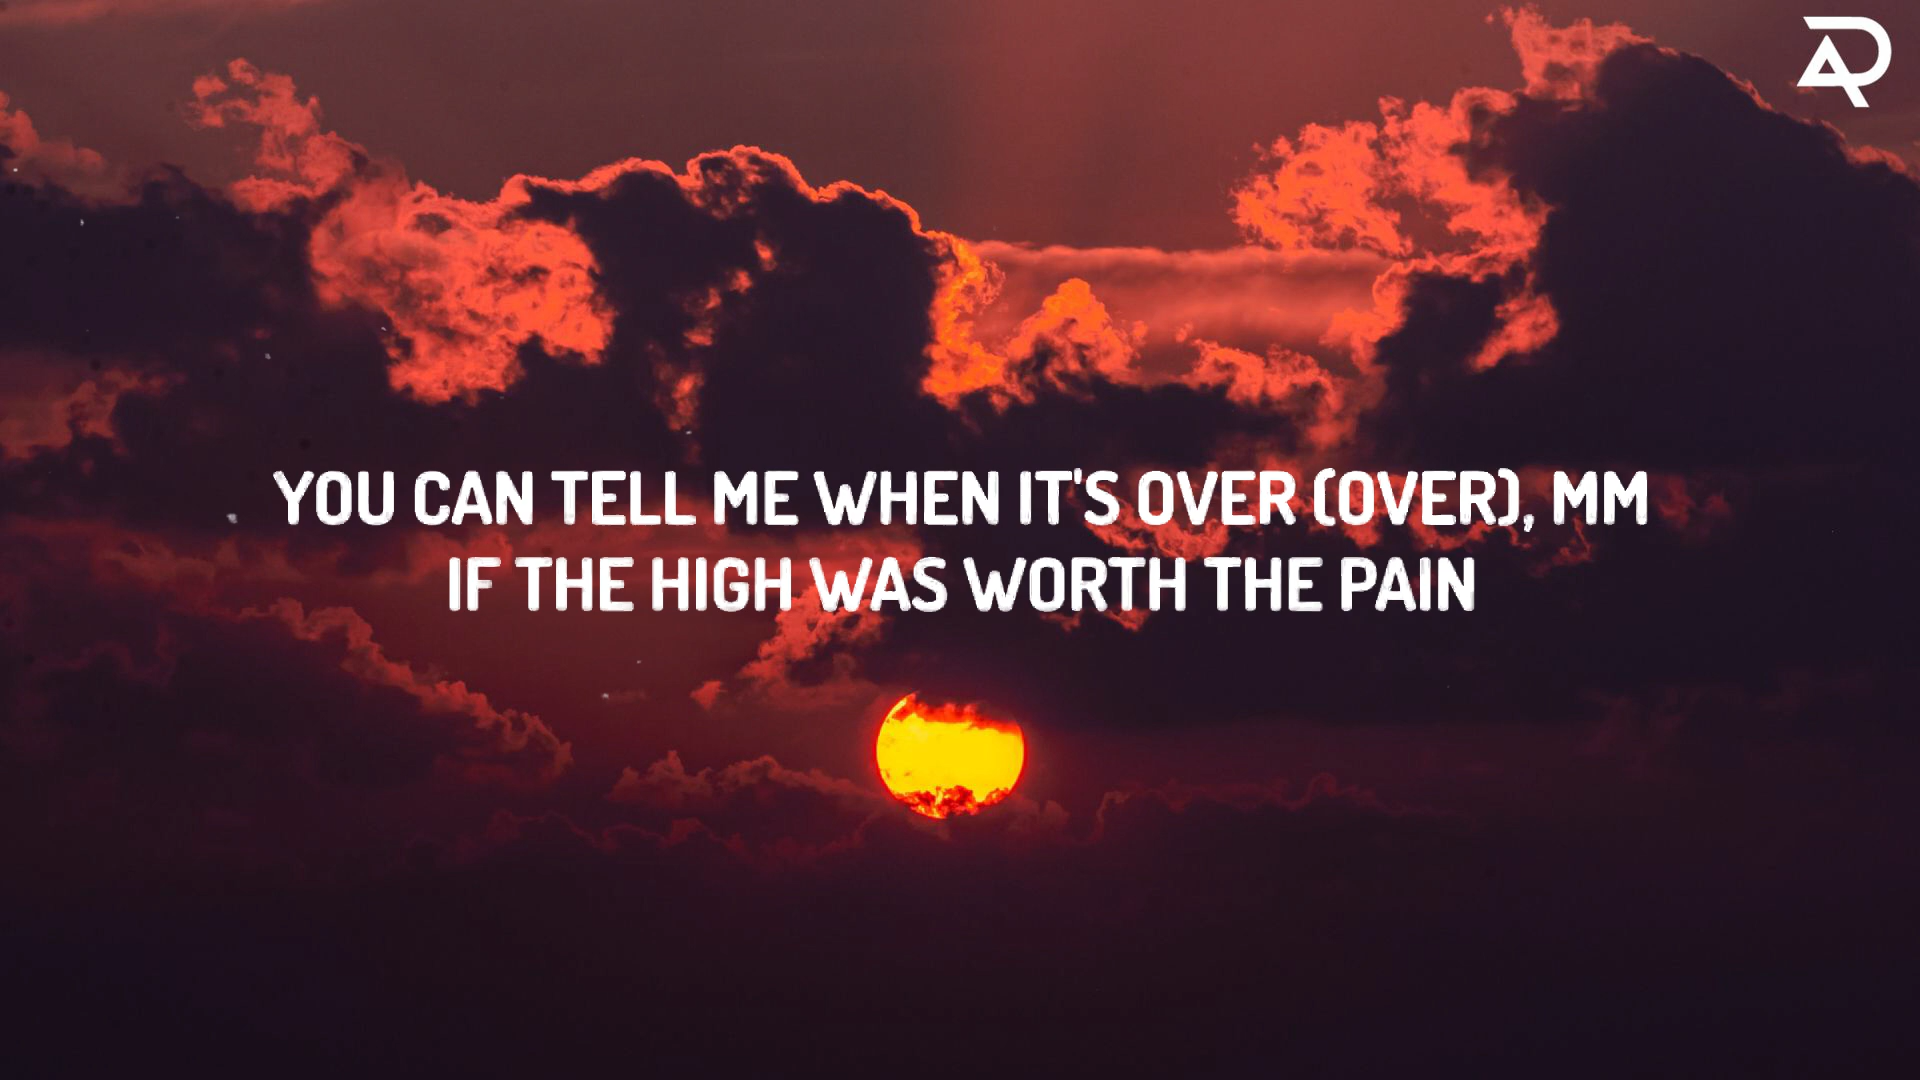 YOU CAN TELL ME WHEN IT'S OVER (OVER), MM
IF THE HIGH WAS WORTH THE PAIN